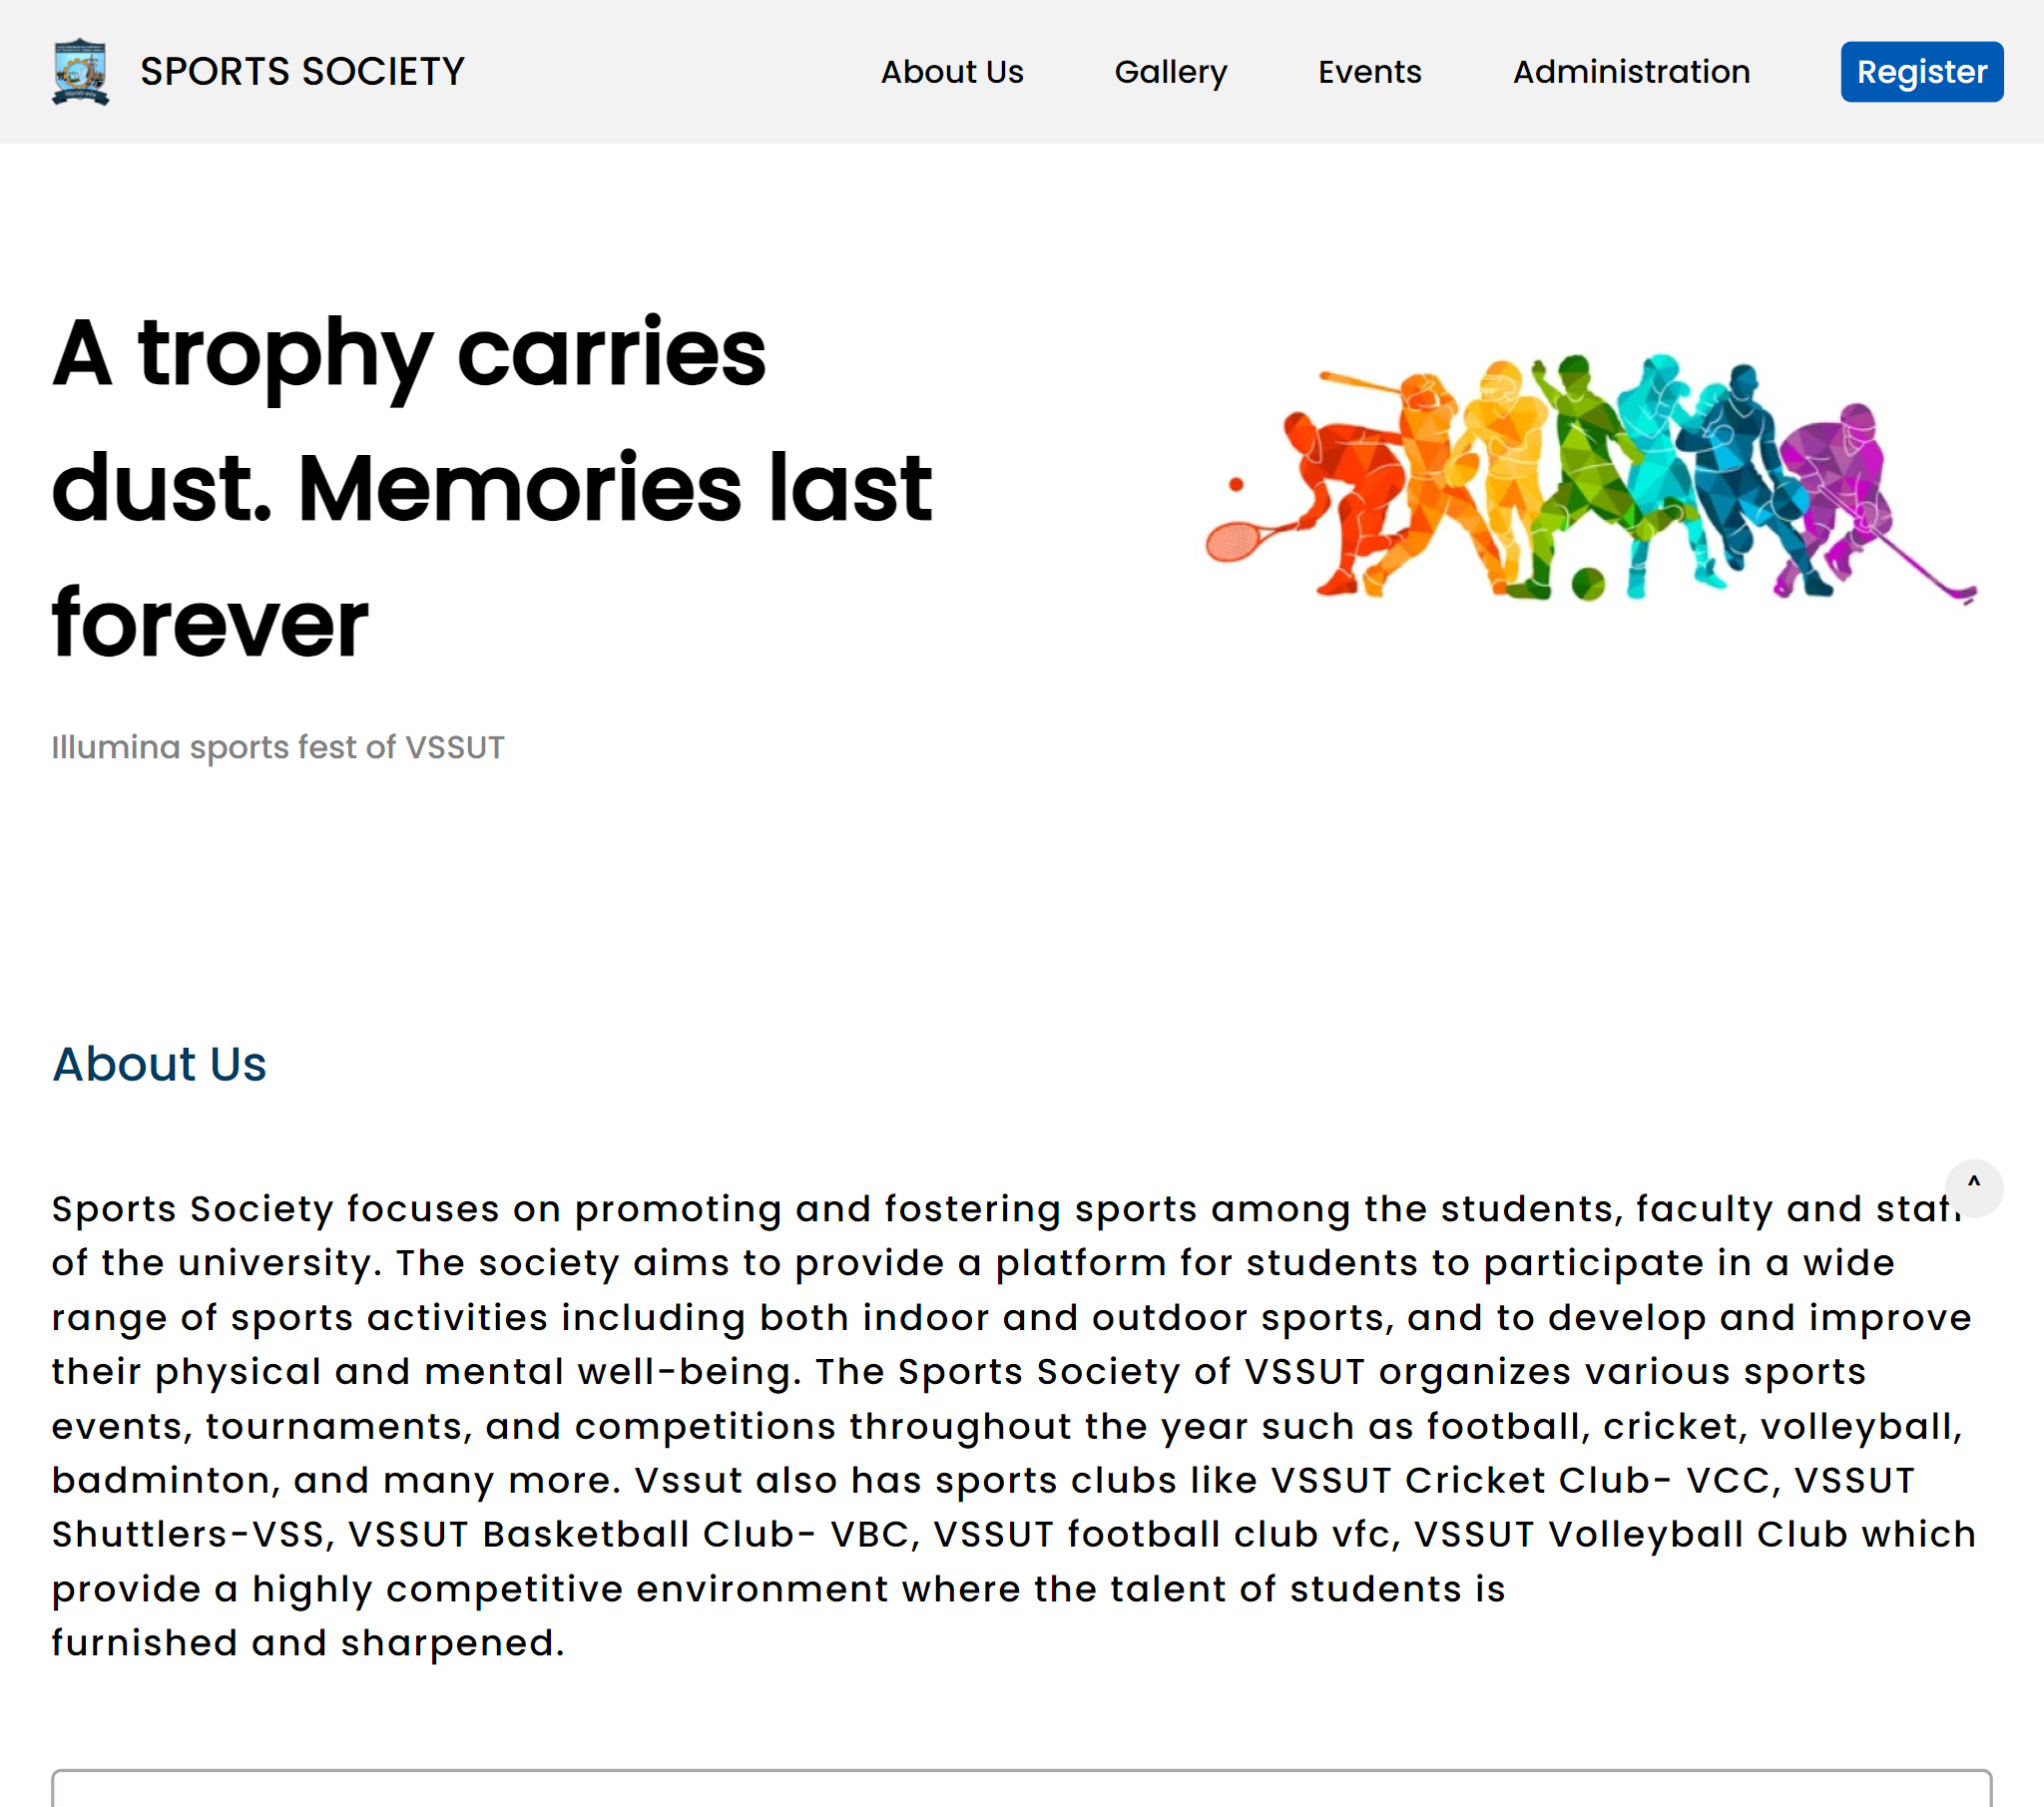 SPORTS SOCIETY
About Us
Gallery
Events
Administration
Register
A trophy carries
dust. Memories last
forever
Illumina sports fest of VSSUT
About Us
^
Sports Society focuses on promoting and fostering sports among the students, faculty and staff
of the university. The society aims to provide a platform for students to participate in a wide
range of sports activities including both indoor and outdoor sports, and to develop and improve
their physical and mental well-being. The Sports Society of VSSUT organizes various sports
events, tournaments, and competitions throughout the year such as football, cricket, volleyball,
badminton, and many more. Vssut also has sports clubs like VSSUT Cricket Club- VCC, VSSUT
Shuttlers-VSS, VSSUT Basketball Club- VBC, VSSUT football club vfc, VSSUT Volleyball Club which
provide a highly competitive environment where the talent of students is
furnished and sharpened.